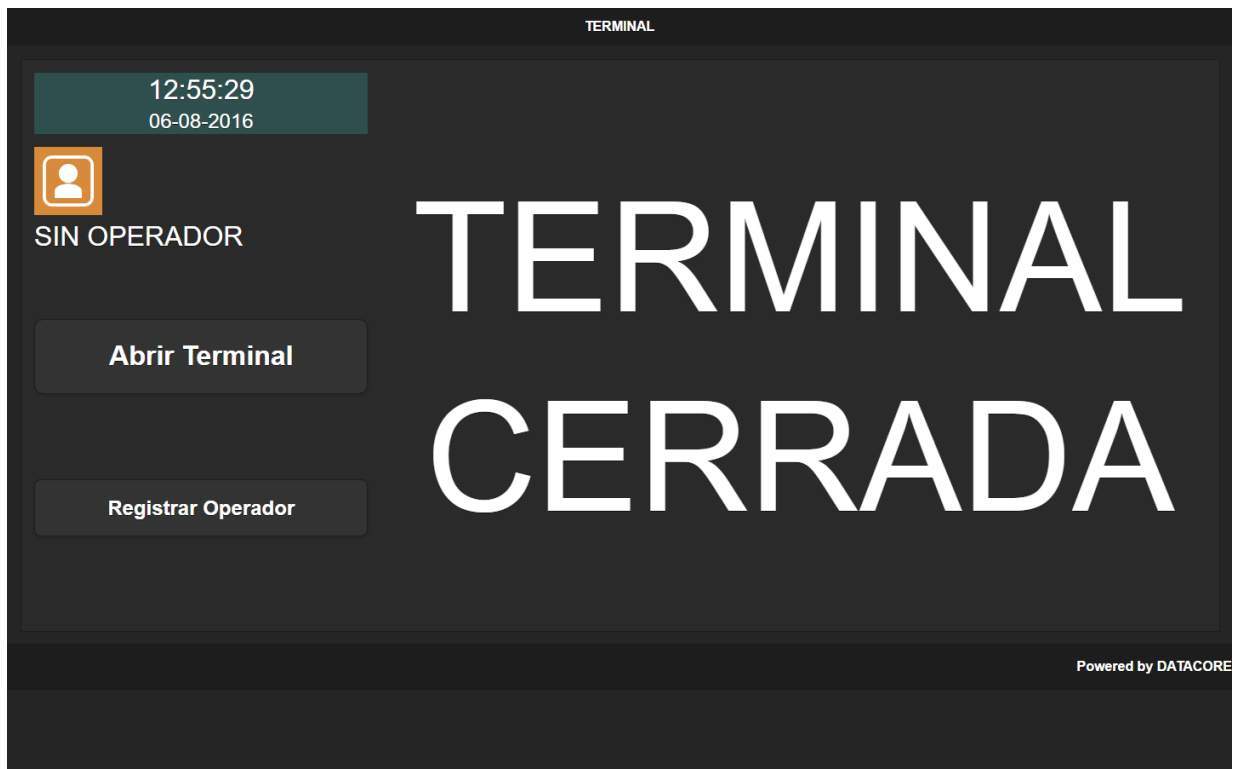 TERMINAL
12:55:29
06-08-2016
SIN OPERADOR
Abrir Terminal
Registrar Operador
TERMINAL
CERRADA
Powered by DATACORE